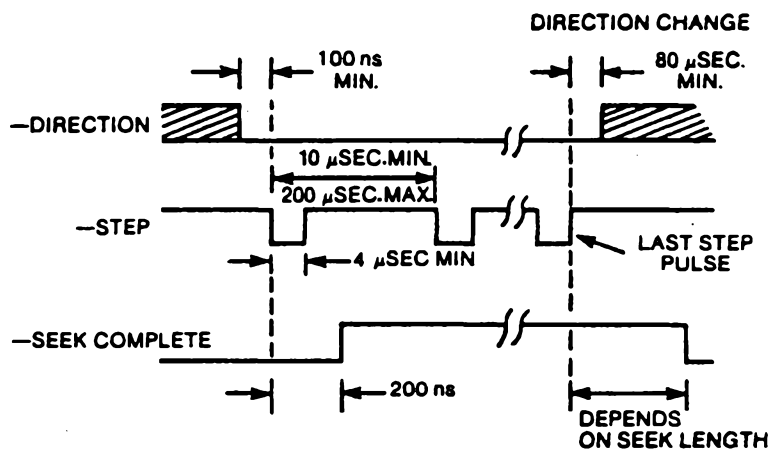 DIRECTION CHANGE
100 ns
MIN.
80 µSEC.
MIN.
—DIRECTION
10 µSEC.MIN.
200 µSEC.MAX.
—STEP
4 µSEC MIN
LAST STEP
PULSE
—SEEK COMPLETE
200 ns
DEPENDS
ON SEEK LENGTH